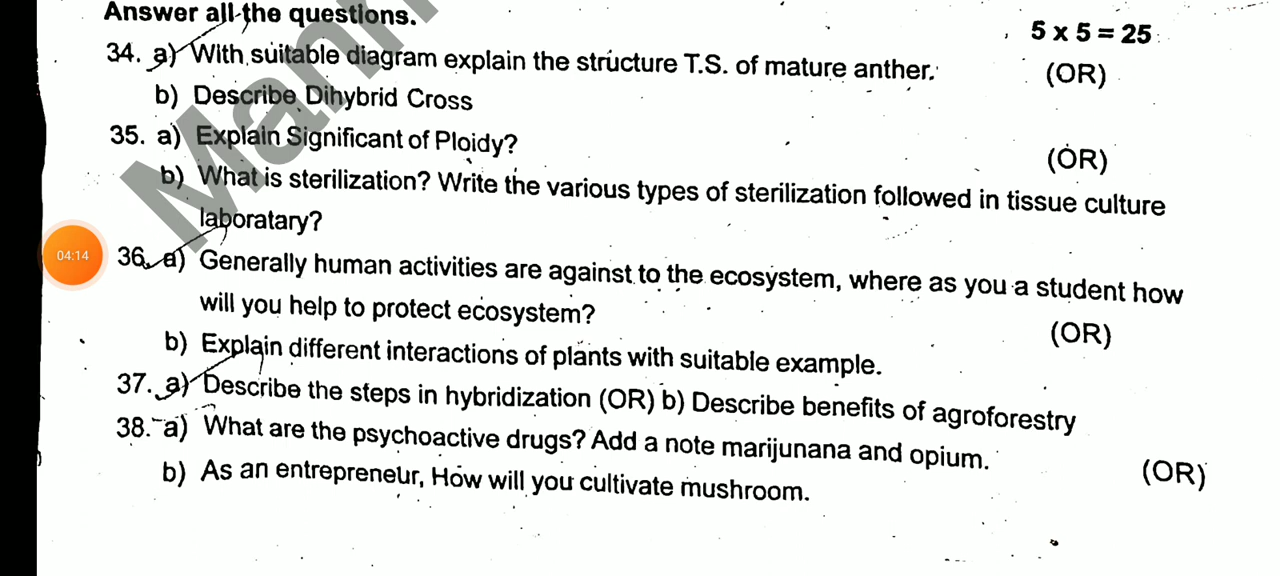 Answer all the questions.
5 x 5 = 25
34. a) With suitable diagram explain the structure T.S. of mature anther.
(OR)
b) Describe Dihybrid Cross
35. a) Explain Significant of Ploidy?
(OR)
b) What is sterilization? Write the various types of sterilization followed in tissue culture
laboratary?
36. a) Generally human activities are against to the ecosystem, where as you a student how
will you help to protect ecosystem?
(OR)
b) Explain different interactions of plants with suitable example.
37. a) Describe the steps in hybridization (OR) b) Describe benefits of agroforestry
38. a) What are the psychoactive drugs? Add a note marijunana and opium.
(OR)
b) As an entrepreneur, How will you cultivate mushroom.
04:14